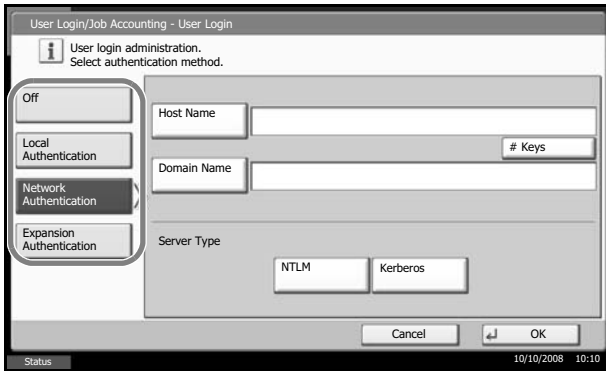 User Login/Job Accounting - User Login
User login administration.
Select authentication method.
Off
Local
Authentication
Network
Authentication
Expansion
Authentication
Host Name
# Keys
Domain Name
Server Type
NTLM
Kerberos
Cancel
OK
Status
10/10/2008 10:10